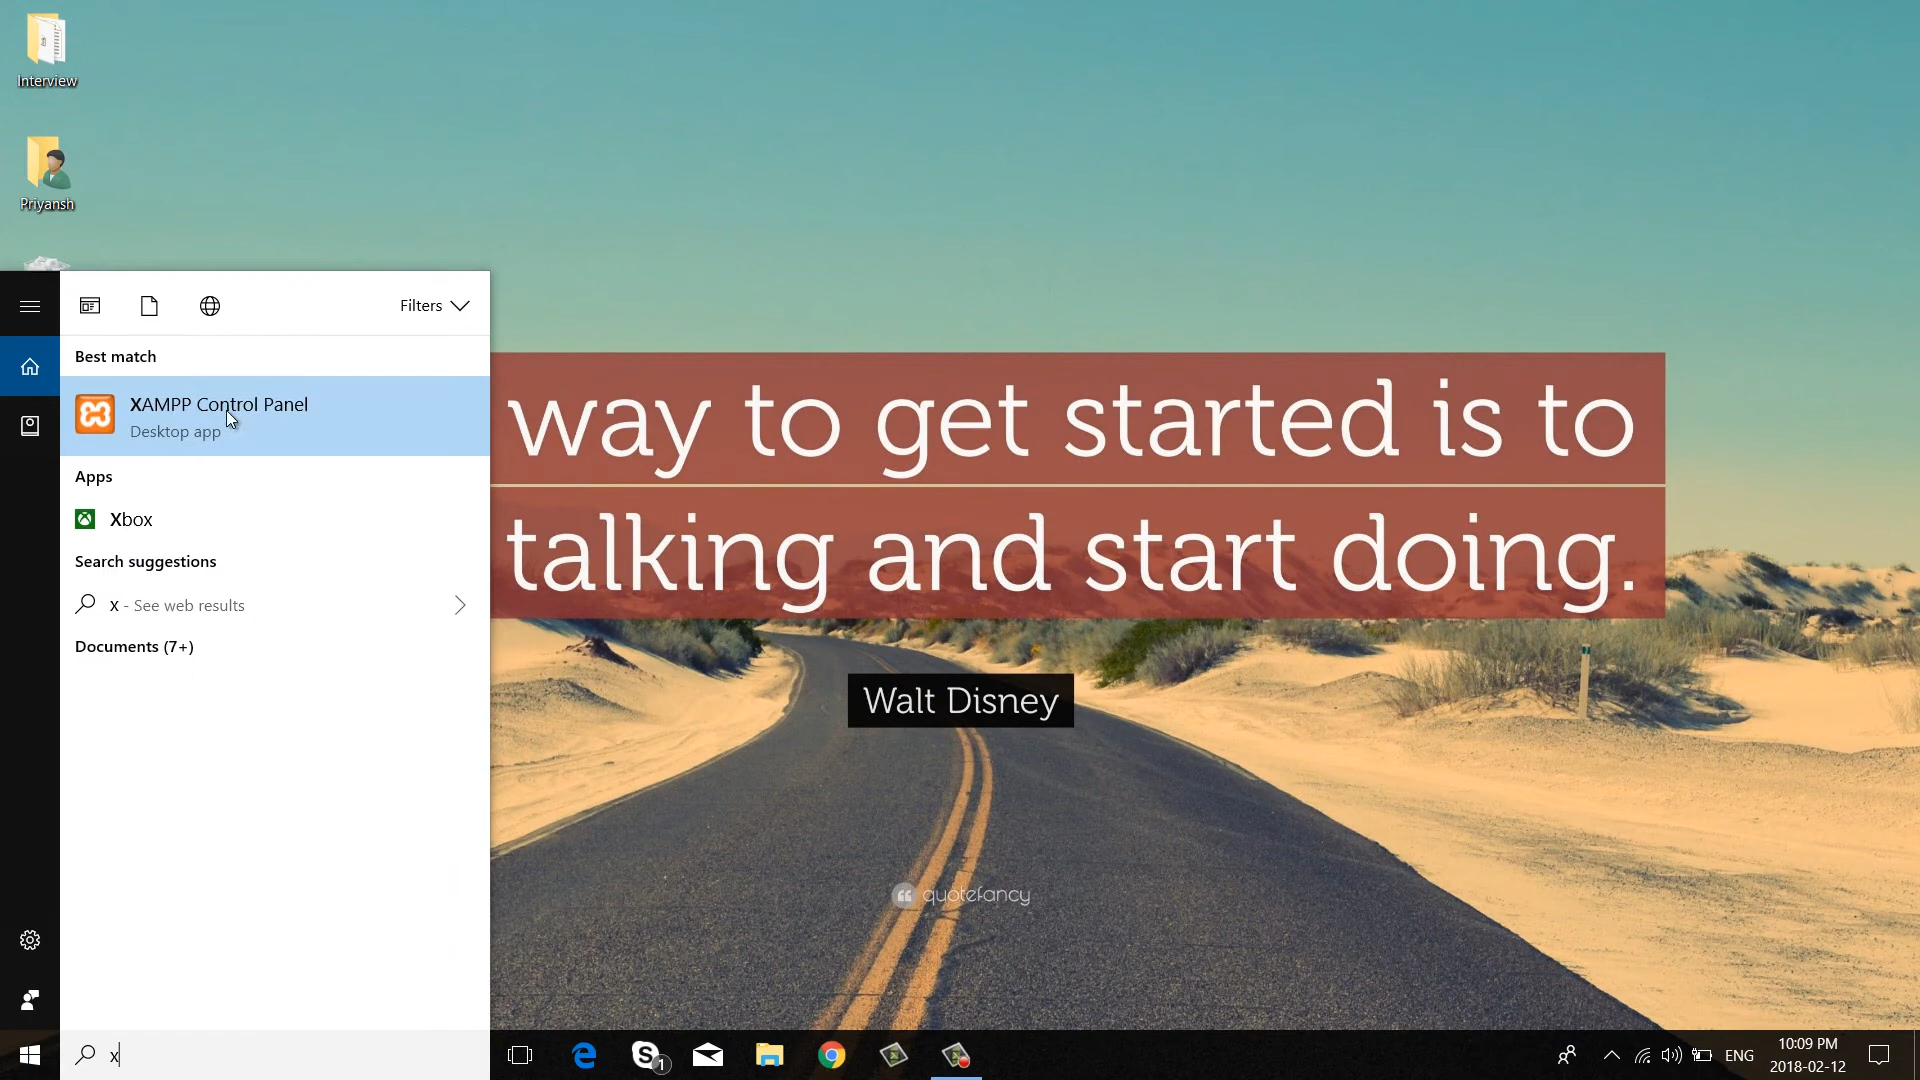 Interview
Priyansh
Filters
Best match
XAMPP Control Panel
Desktop app
Apps
Xbox
Search suggestions
x - See web results
Documents (7+)
x
way to get started is to
talking and start doing.
Walt Disney
quotefancy
1
ENG
10:09 PM
2018-02-12